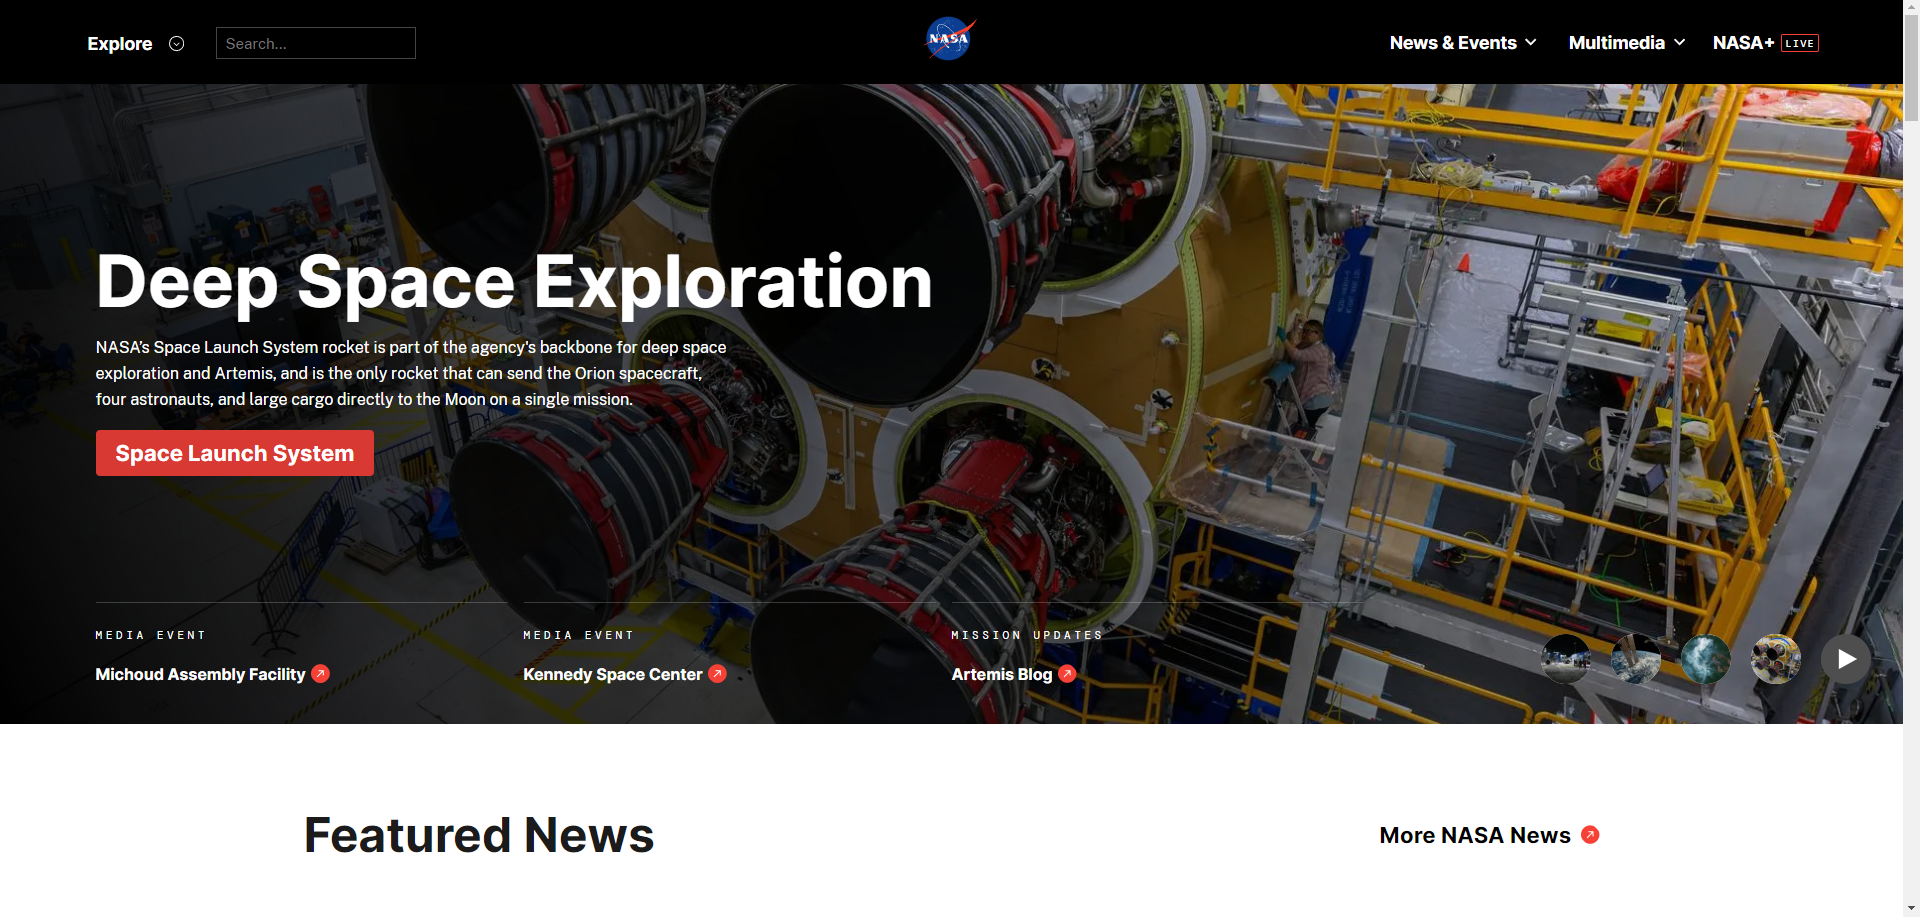 Explore
Search...
NASA
News & Events
Multimedia
NASA+ LIVE
Deep Space Exploration
NASA's Space Launch System rocket is part of the agency's backbone for deep space
exploration and Artemis, and is the only rocket that can send the Orion spacecraft,
four astronauts, and large cargo directly to the Moon on a single mission.
Space Launch System
MEDIA EVENT
Michoud Assembly Facility
MEDIA EVENT
Kennedy Space Center
MISSION UPDATES
Artemis Blog
Featured News
More NASA News